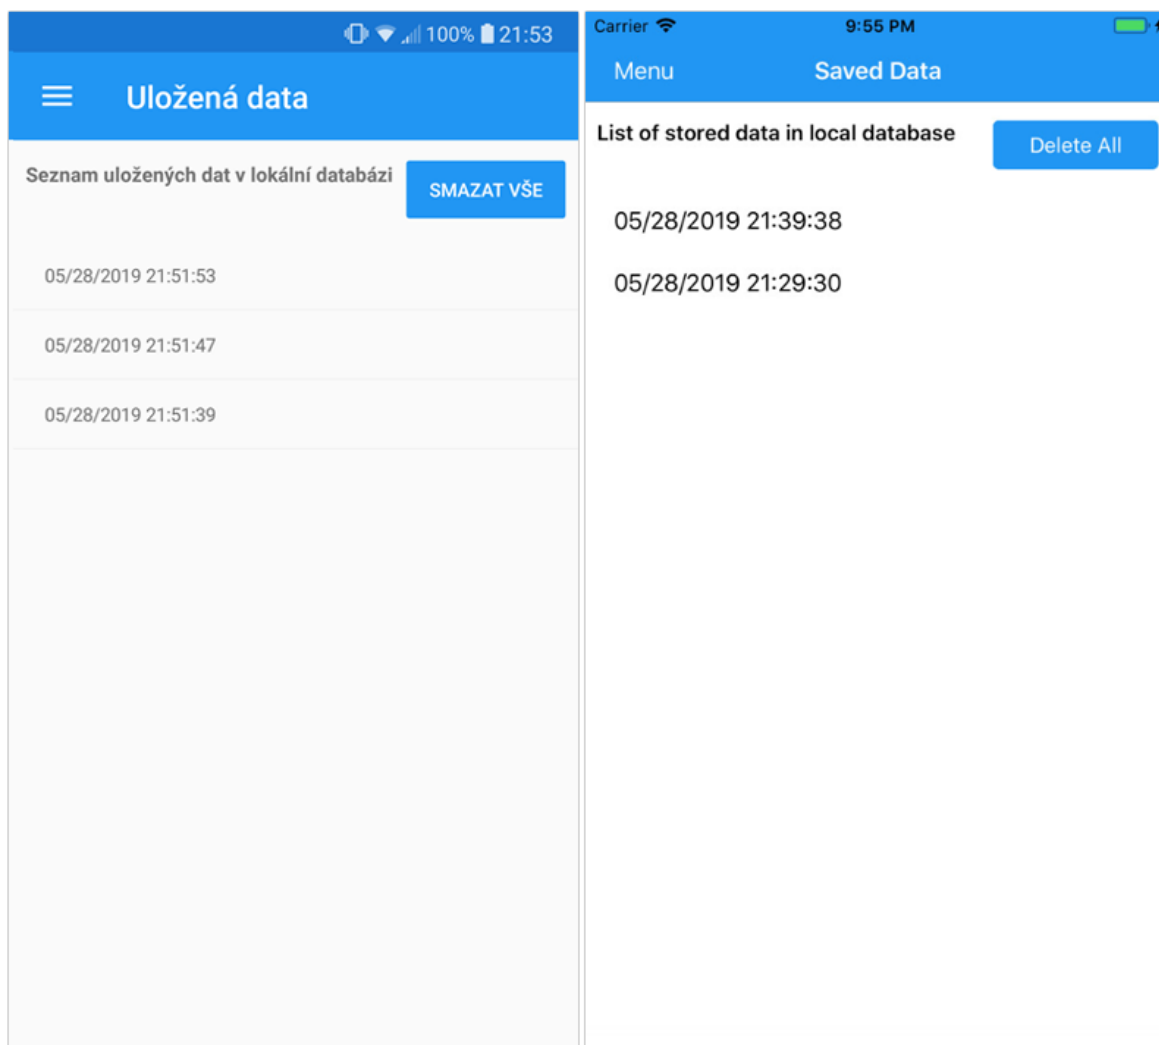 100% 21:53
Uložená data
Seznam uložených dat v lokální databázi
SMAZAT VŠE
05/28/2019 21:51:53
05/28/2019 21:51:47
05/28/2019 21:51:39
Carrier 9:55 PM
Menu Saved Data
List of stored data in local database
Delete All
05/28/2019 21:39:38
05/28/2019 21:29:30